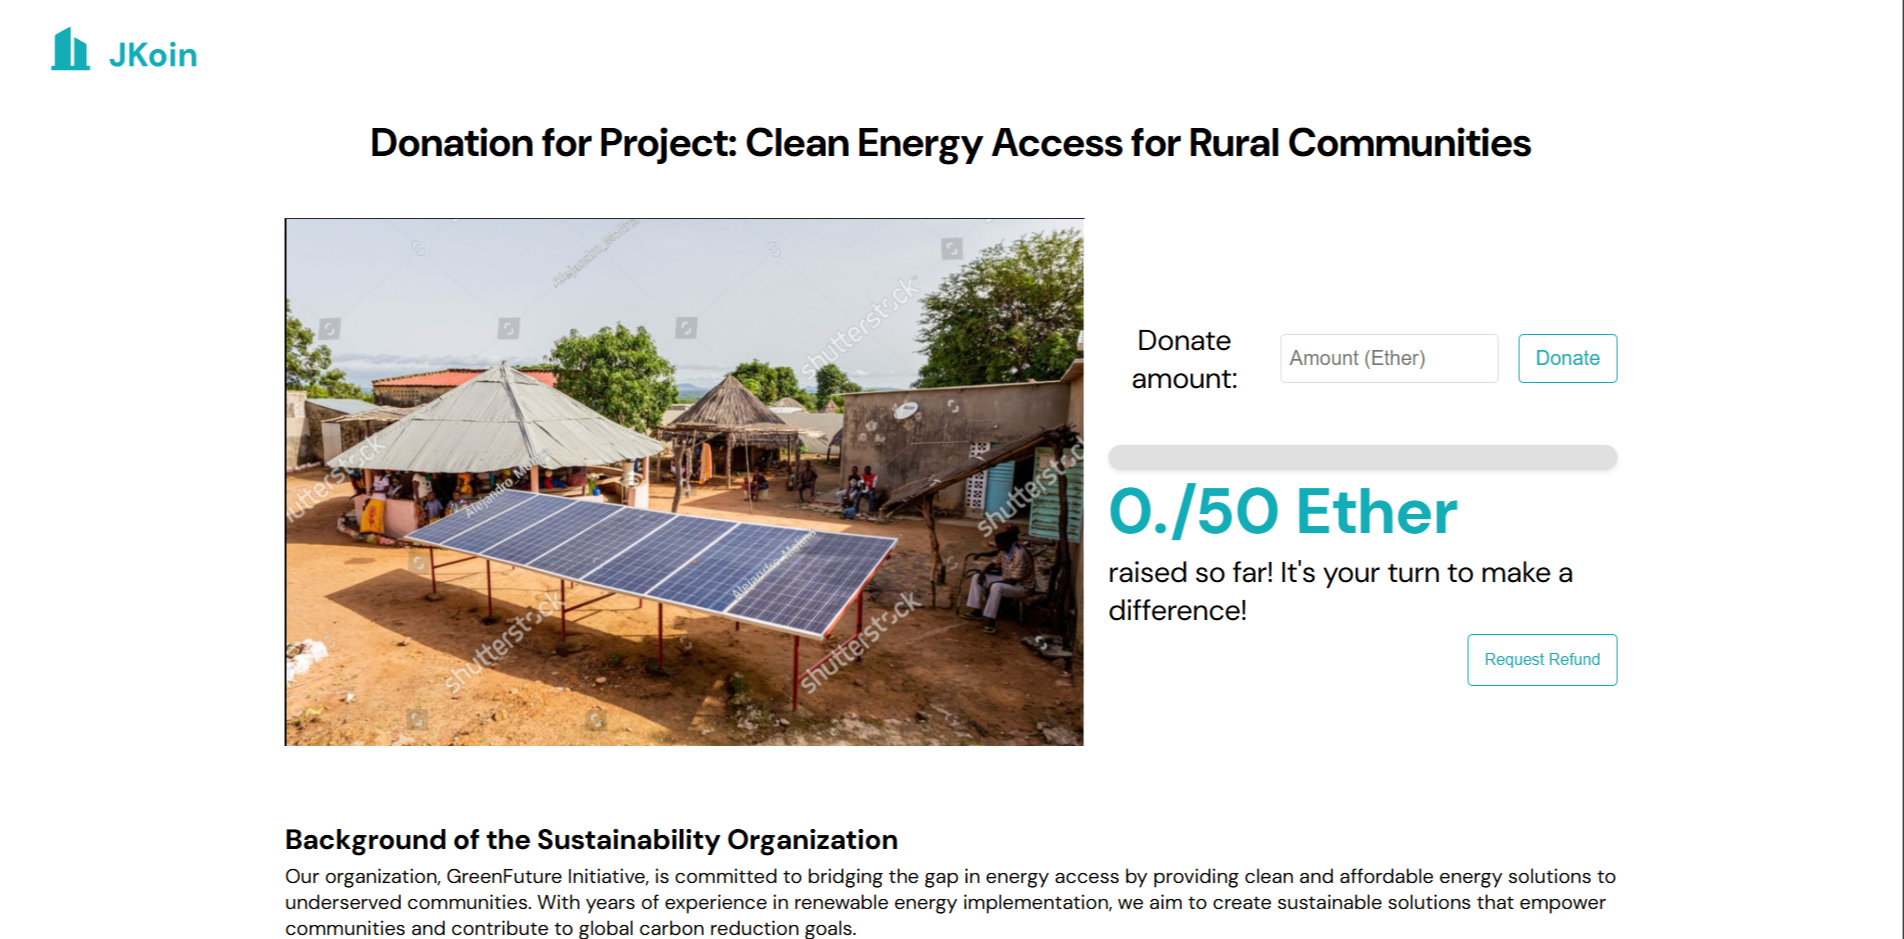 JKoin
Donation for Project: Clean Energy Access for Rural Communities
Alejandro_Molina
shutterstock
shutterstock
Alejandro_Molina
shutterstock
Alejandro_Molina
shutterstock
shutterstock
Donate
amount:
Amount (Ether)
Donate
0./50 Ether
raised so far! It's your turn to make a
difference!
Request Refund
Background of the Sustainability Organization
Our organization, GreenFuture Initiative, is committed to bridging the gap in energy access by providing clean and affordable energy solutions to
underserved communities. With years of experience in renewable energy implementation, we aim to create sustainable solutions that empower
communities and contribute to global carbon reduction goals.